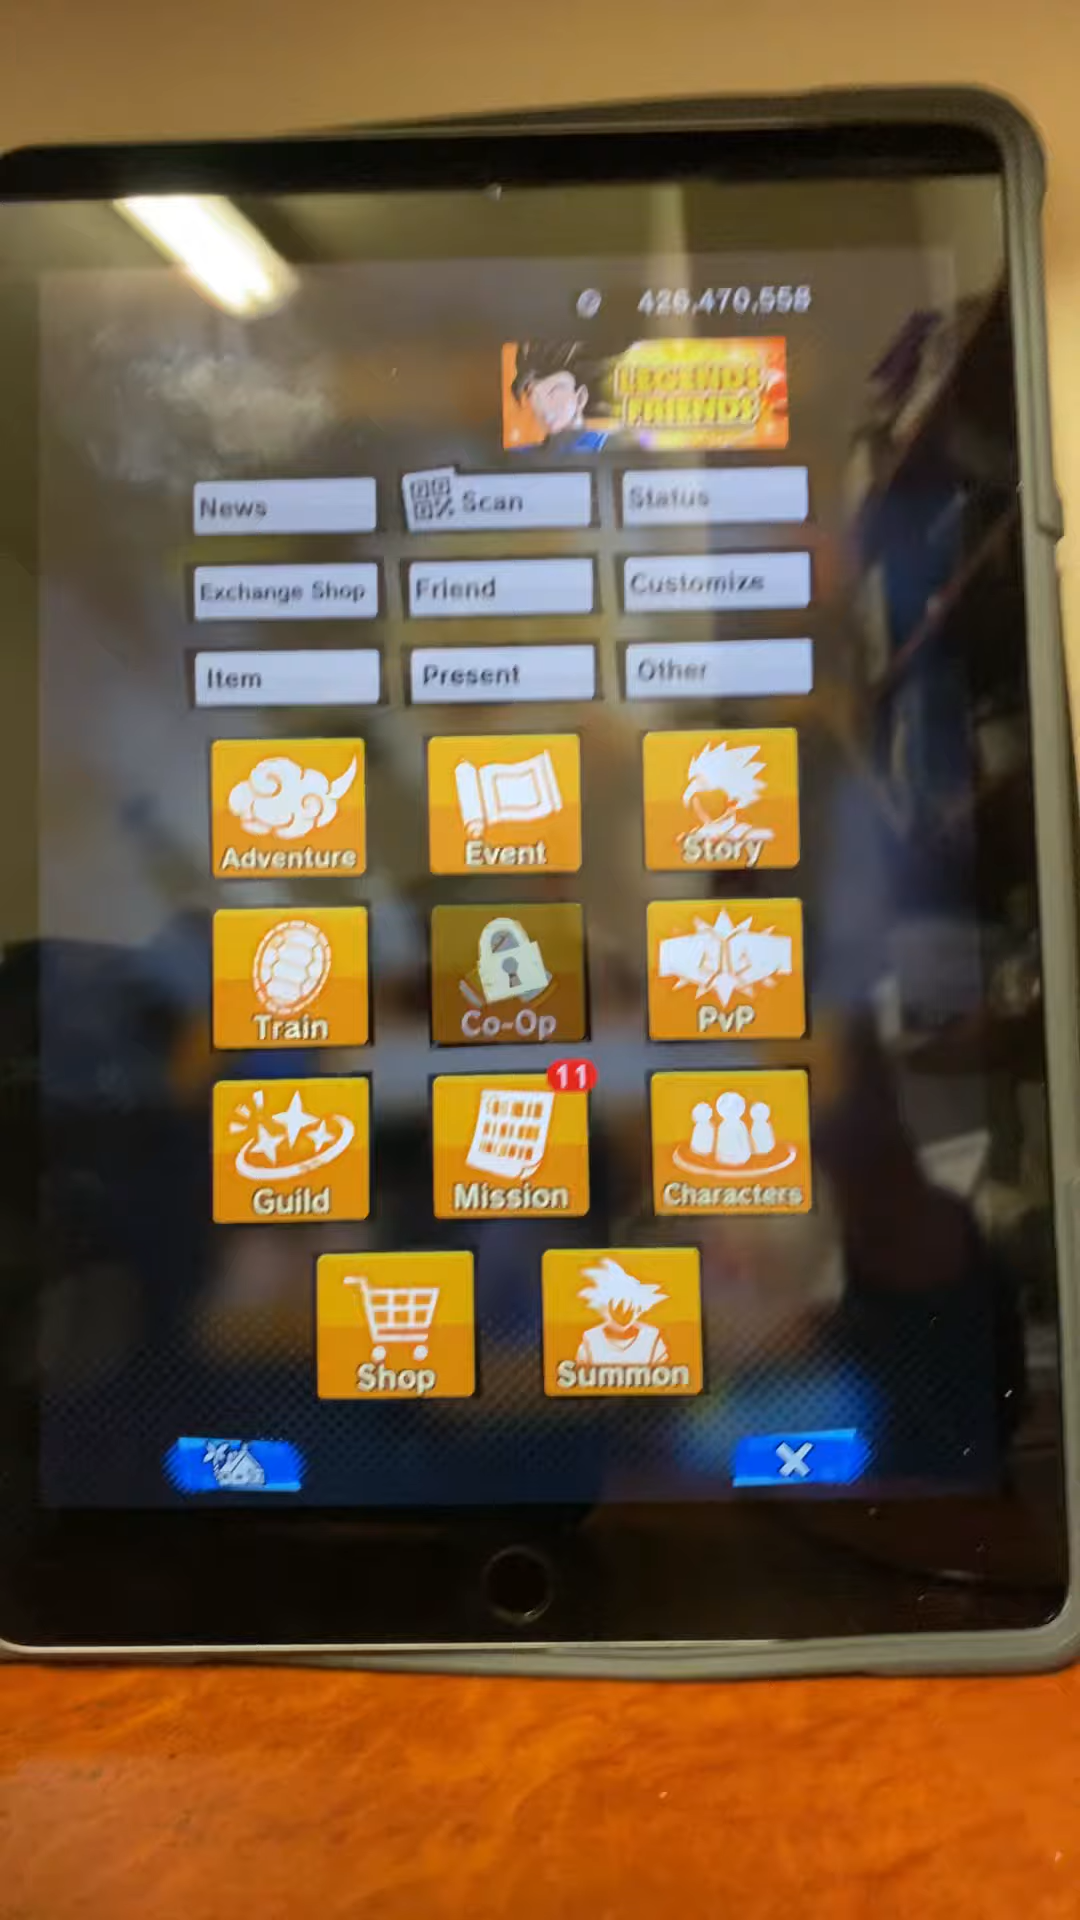 426,470,558
LEGENDS
FRIENDS
News
Scan
Status
Exchange Shop
Friend
Customize
Item
Present
Other
Adventure
Event
Story
Train
Co-Op
PvP
11
Guild
Mission
Characters
Shop
Summon